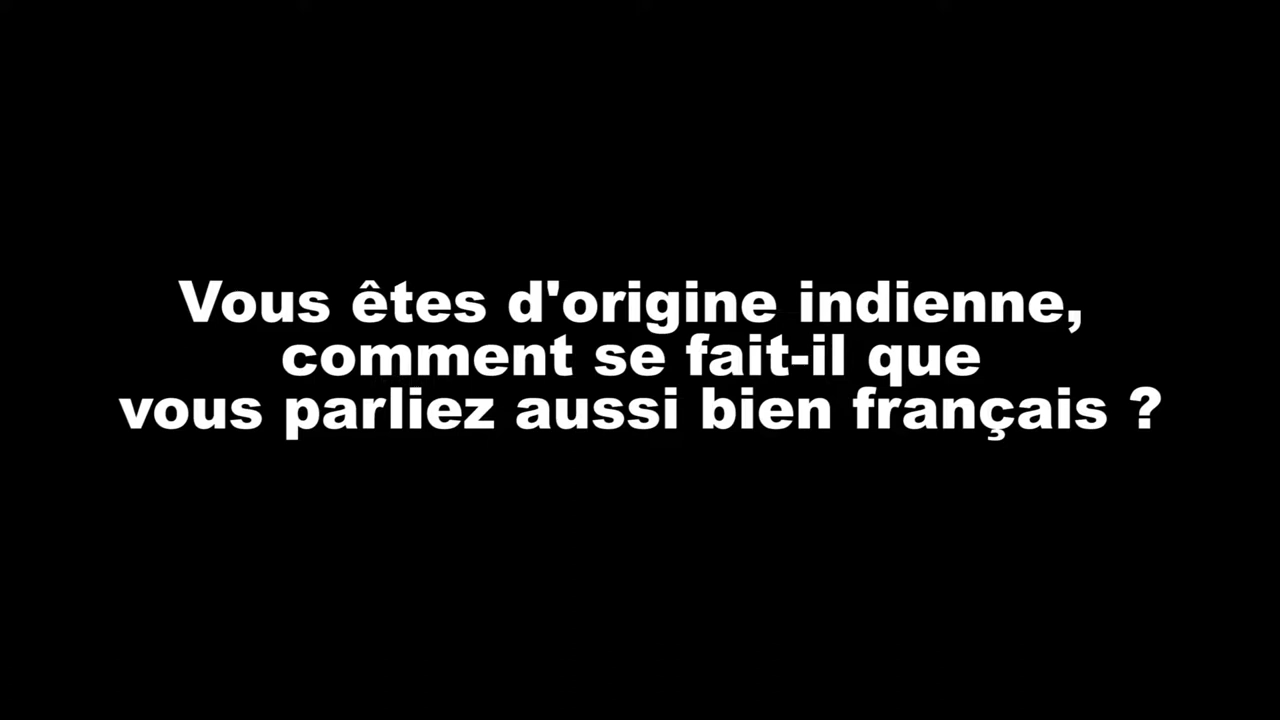 Vous êtes d'origine indienne,
comment se fait-il que
vous parliez aussi bien français ?